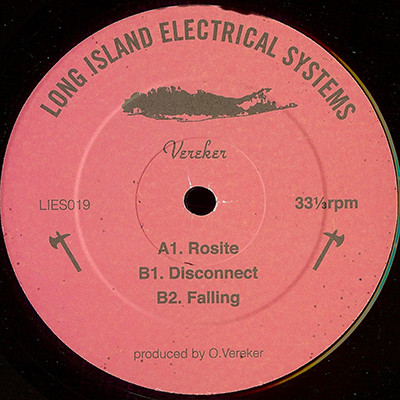 LONG ISLAND ELECTRICAL SYSTEMS
Vereker
LIES019
33⅓rpm
A1. Rosite
B1. Disconnect
B2. Falling
produced by O.Vereker